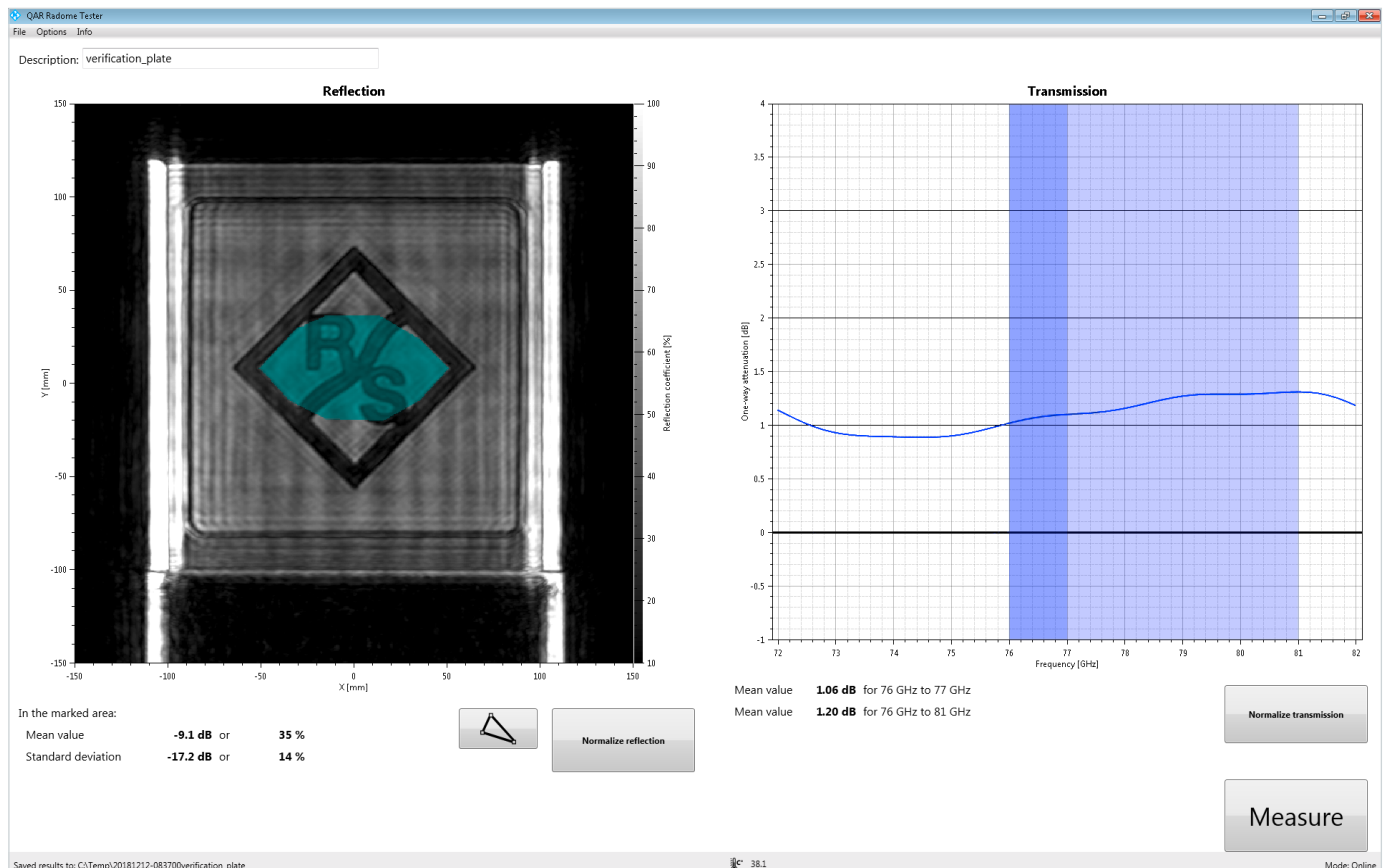 QAR Radome Tester
File Options Info
Description: verification_plate
Reflection
150
100
50
0
-50
-100
-150
Y [mm]
-150
-100
-50
0
50
100
150
X [mm]
R/S
100
90
80
70
60
50
40
30
20
10
Reflection coefficient [%]
In the marked area:
Mean value -9.1 dB or 35 %
Standard deviation -17.2 dB or 14 %
Normalize reflection
Transmission
4
3.5
3
2.5
2
1.5
1
0.5
0
-0.5
-1
One-way attenuation [dB]
72
73
74
75
76
77
78
79
80
81
82
Frequency [GHz]
Mean value 1.06 dB for 76 GHz to 77 GHz
Mean value 1.20 dB for 76 GHz to 81 GHz
Normalize transmission
Measure
Saved results to: C:\Temp\20181212-083700verification_plate
C° 38.1
Mode: Online